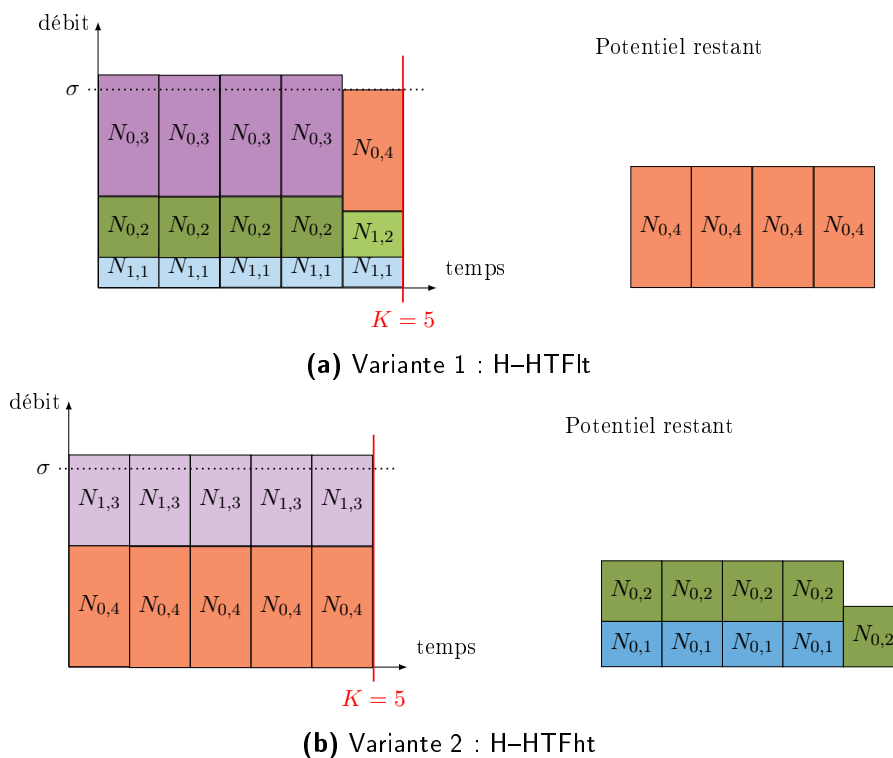 débit
Potentiel restant
σ
N0,3 N0,3 N0,3 N0,3 N0,4
N0,4 N0,4 N0,4 N0,4
N0,2 N0,2 N0,2 N0,2 N1,2
N1,1 N1,1 N1,1 N1,1 N1,1
temps
K = 5
(a) Variante 1 : H–HTFlt
débit
Potentiel restant
σ
N1,3 N1,3 N1,3 N1,3 N1,3
N0,2 N0,2 N0,2 N0,2
N0,4 N0,4 N0,4 N0,4 N0,4
N0,1 N0,1 N0,1 N0,1 N0,2
temps
K = 5
(b) Variante 2 : H–HTFht